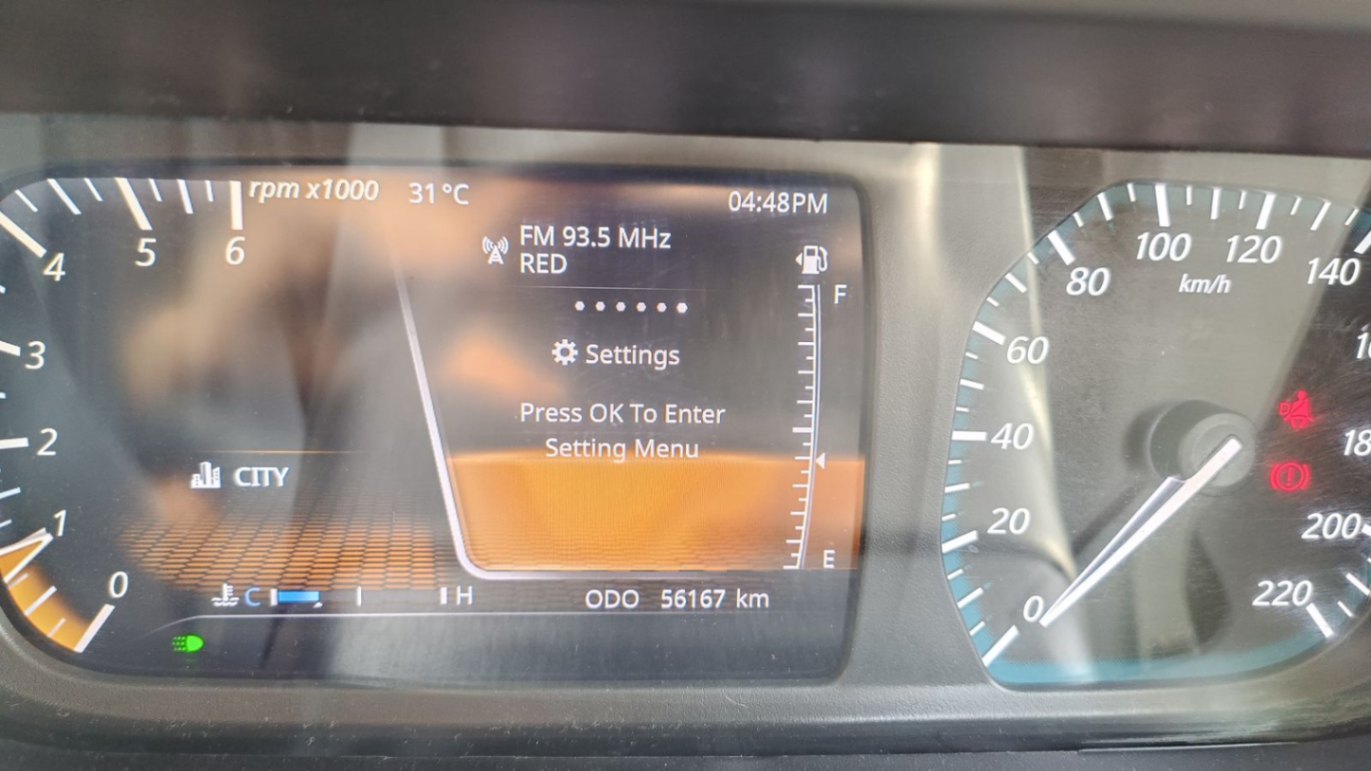 rpm x1000
31 °C
04:48PM
4
5
6
3
2
1
0
FM 93.5 MHz
RED
Settings
Press OK To Enter
Setting Menu
CITY
F
E
C
H
ODO 56167 km
0
20
40
60
80
100
120
140
km/h
200
220